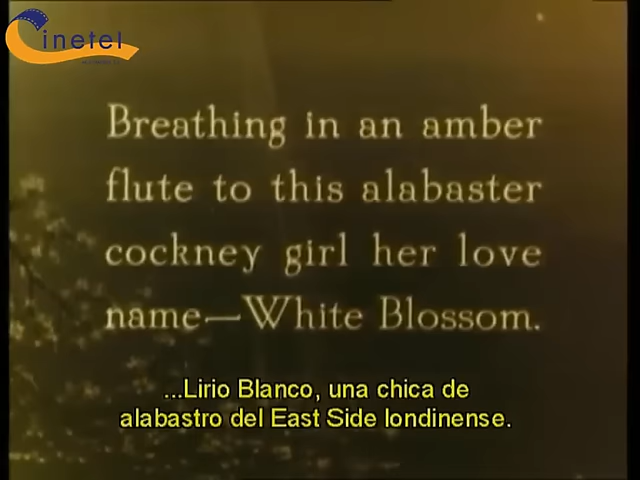 Cinetel
Breathing in an amber
flute to this alabaster
cockney girl her love
name—White Blossom.
...Lirio Blanco, una chica de
alabastro del East Side londinense.